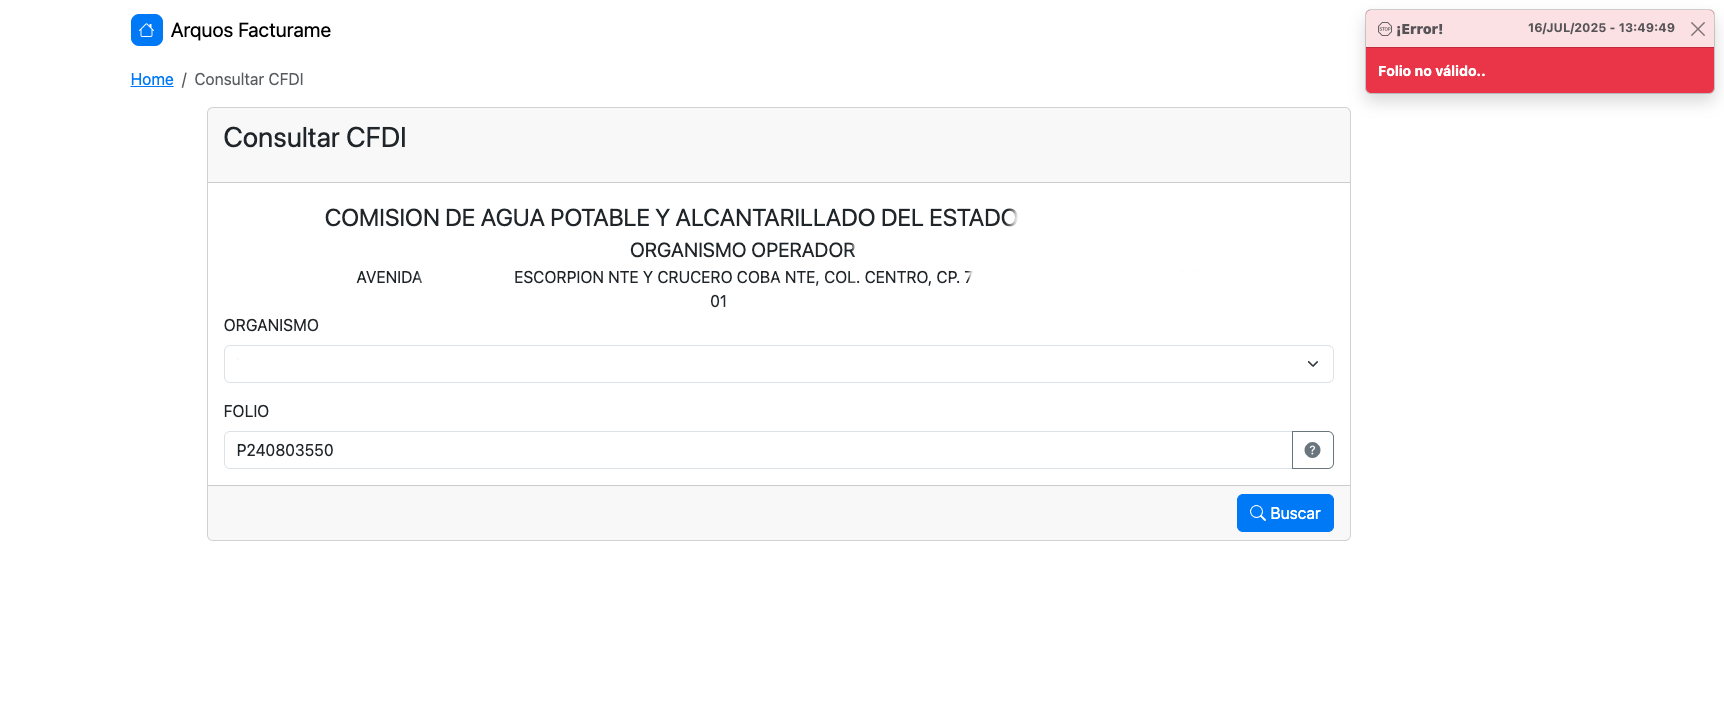 Arquos Facturame
¡Error! 16/JUL/2025 - 13:49:49
Folio no válido..
Home / Consultar CFDI
Consultar CFDI
COMISION DE AGUA POTABLE Y ALCANTARILLADO DEL ESTADO
ORGANISMO OPERADOR
AVENIDA ESCORPION NTE Y CRUCERO COBA NTE, COL. CENTRO, CP. 7
01
ORGANISMO
FOLIO
P240803550
Buscar